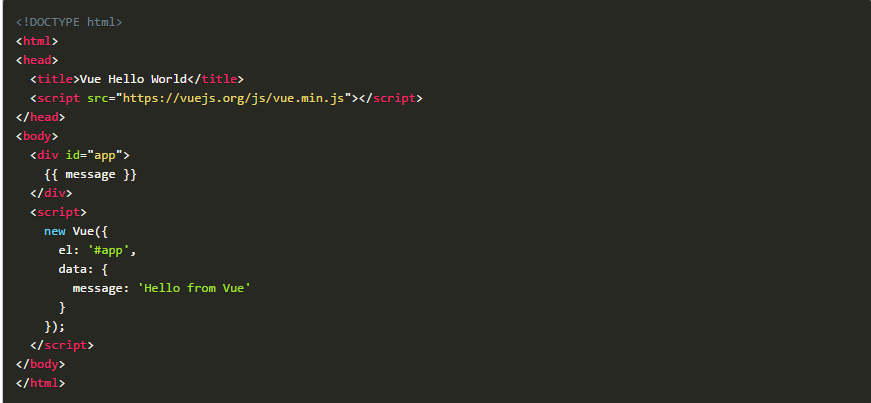 <!DOCTYPE html>
<html>
<head>
  <title>Vue Hello World</title>
  <script src="https://vuejs.org/js/vue.min.js"></script>
</head>
<body>
  <div id="app">
    {{ message }}
  </div>
  <script>
    new Vue({
      el: '#app',
      data: {
        message: 'Hello from Vue'
      }
    });
  </script>
</body>
</html>